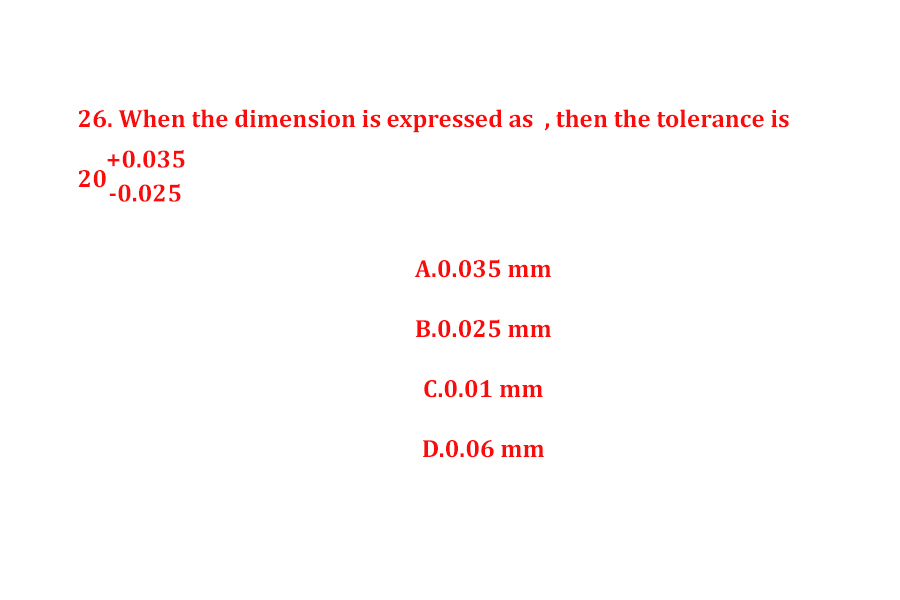 26. When the dimension is expressed as , then the tolerance is
+0.035
20
-0.025
A.0.035 mm
B.0.025 mm
C.0.01 mm
D.0.06 mm